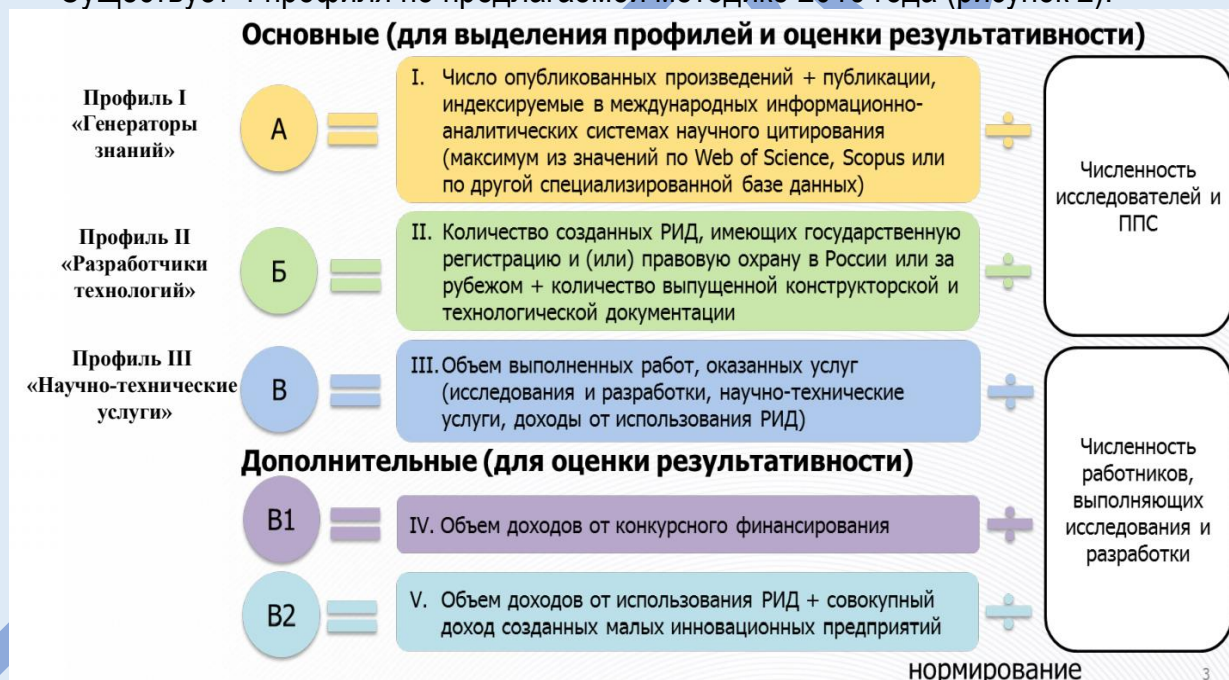 Основные (для выделения профилей и оценки результативности)
Профиль I
«Генераторы
знаний»
А
I. Число опубликованных произведений + публикации,
индексируемые в международных информационно-
аналитических системах научного цитирования
(максимум из значений по Web of Science, Scopus или
по другой специализированной базе данных)
Численность
исследователей и
ППС
Профиль II
«Разработчики
технологий»
Б
II. Количество созданных РИД, имеющих государственную
регистрацию и (или) правовую охрану в России или за
рубежом + количество выпущенной конструкторской и
технологической документации
Профиль III
«Научно-технические
услуги»
В
III. Объем выполненных работ, оказанных услуг
(исследования и разработки, научно-технические
услуги, доходы от использования РИД)
Численность
работников,
выполняющих
исследования и
разработки
Дополнительные (для оценки результативности)
В1
IV. Объем доходов от конкурсного финансирования
В2
V. Объем доходов от использования РИД + совокупный
доход созданных малых инновационных предприятий
нормирование
3